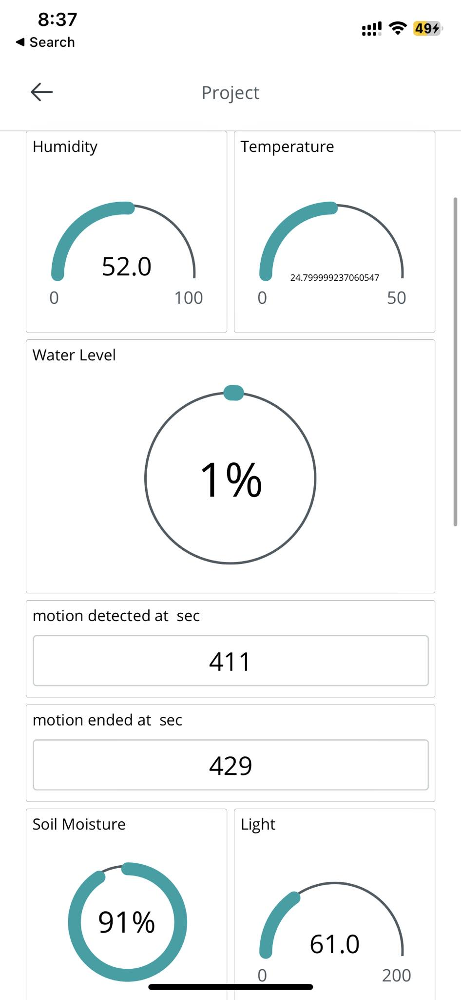 8:37
Search
49
Project
Humidity
Temperature
52.0
24.799999237060547
0
100
0
50
Water Level
1%
motion detected at  sec
411
motion ended at  sec
429
Soil Moisture
Light
91%
61.0
0
200